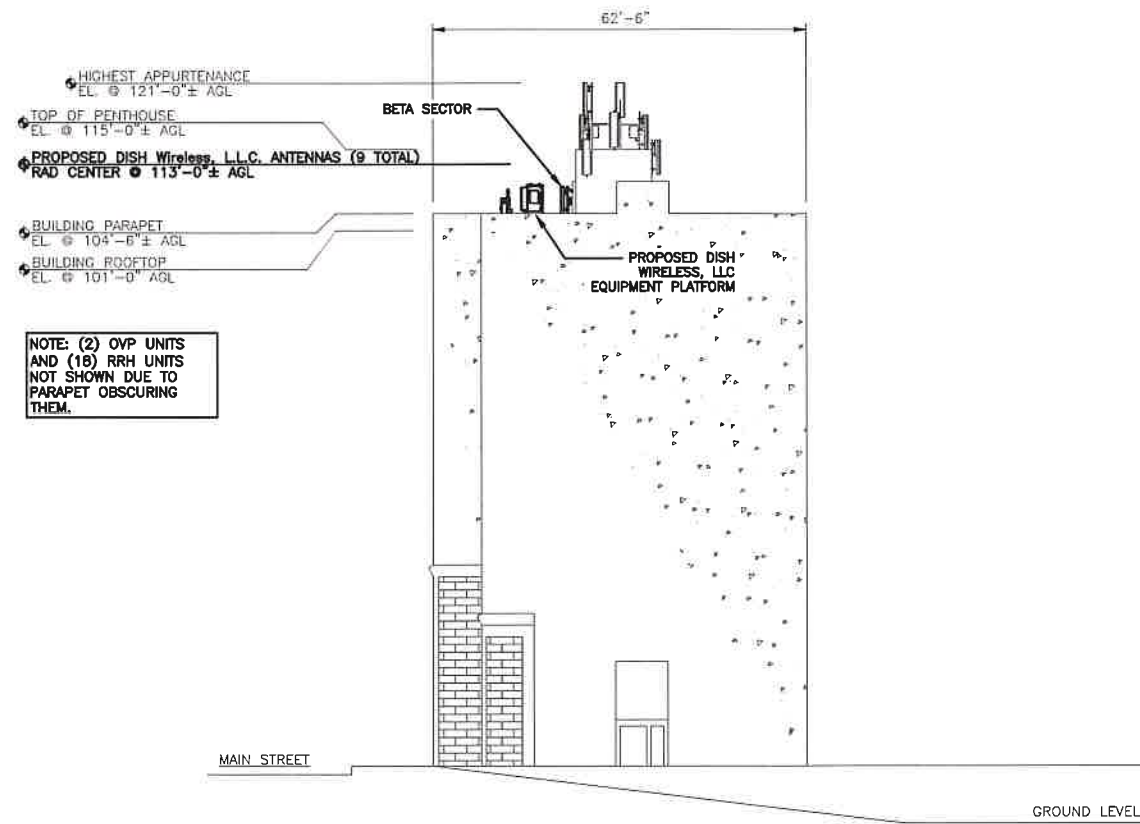 62'-6"
HIGHEST APPURTENANCE
EL. @ 121'-0"± AGL
TOP OF PENTHOUSE
EL. @ 115'-0"± AGL
PROPOSED DISH Wireless, L.L.C. ANTENNAS (9 TOTAL)
RAD CENTER @ 113'-0"± AGL
BUILDING PARAPET
EL. @ 104'-6"± AGL
BUILDING ROOFTOP
EL. @ 101'-0" AGL
BETA SECTOR
PROPOSED DISH
WIRELESS, LLC
EQUIPMENT PLATFORM
NOTE: (2) OVP UNITS
AND (18) RRH UNITS
NOT SHOWN DUE TO
PARAPET OBSCURING
THEM.
MAIN STREET
GROUND LEVEL